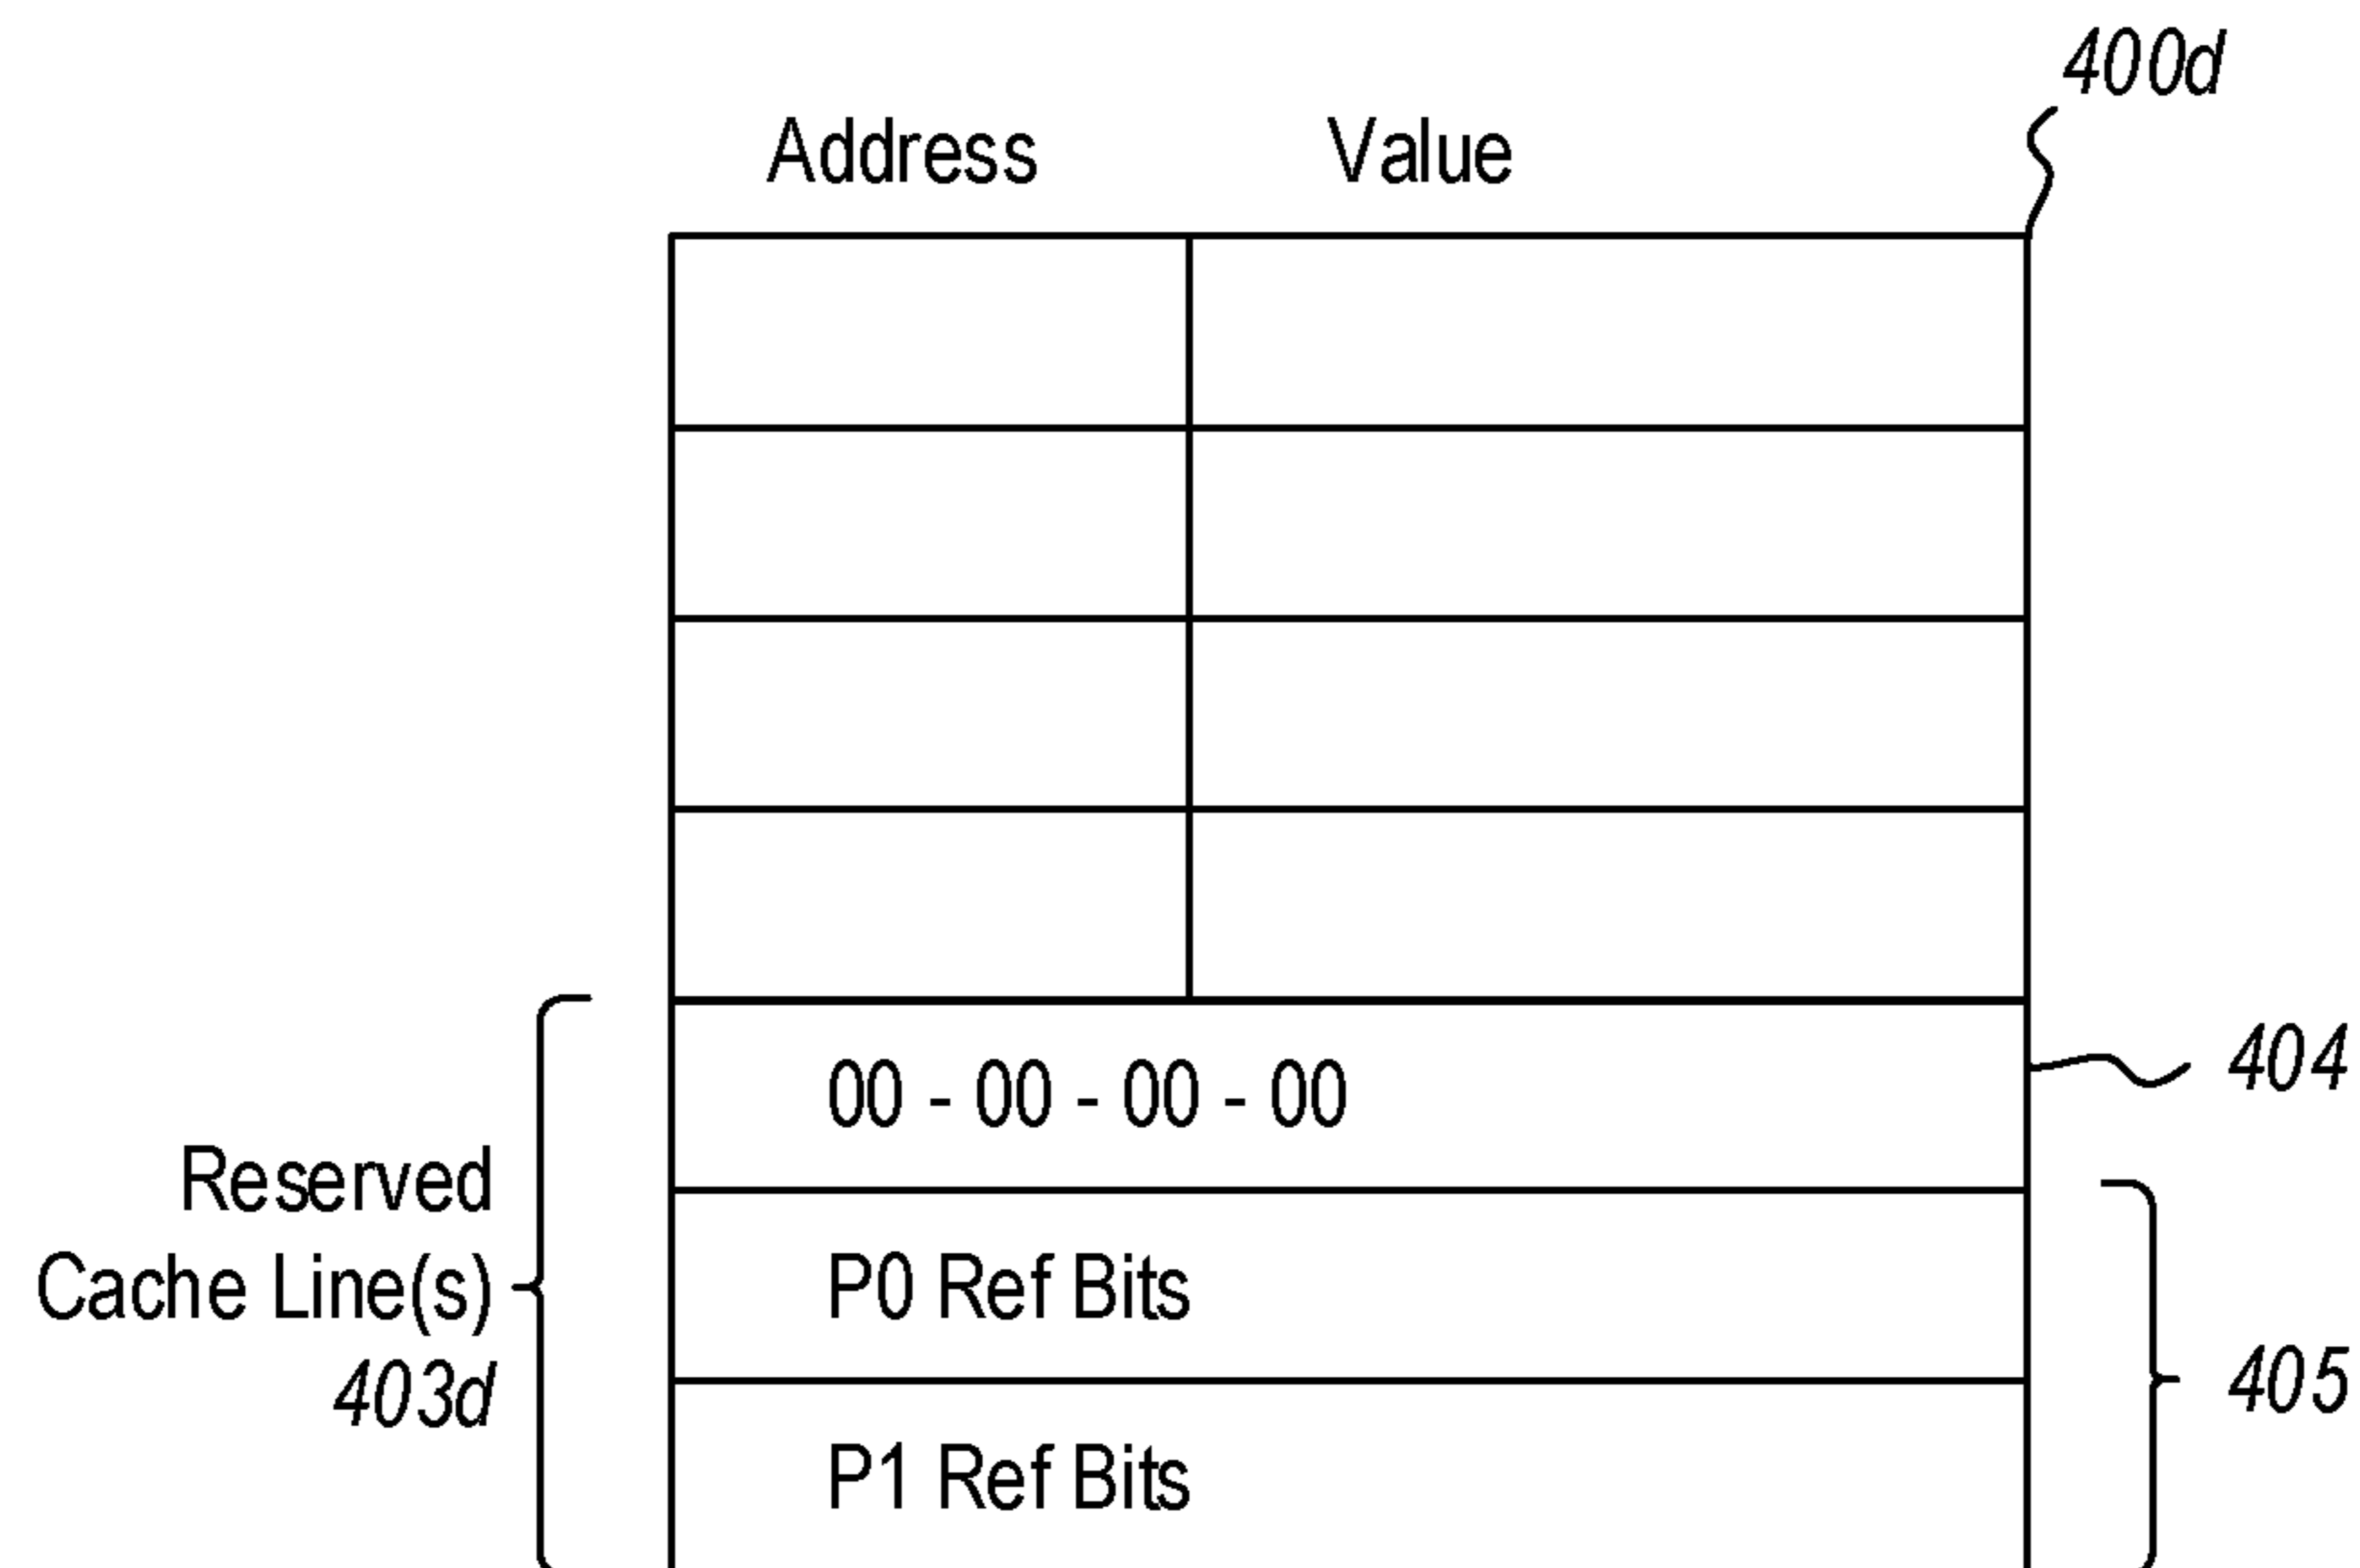 400d
Address Value
00 - 00 - 00 - 00
404
Reserved
Cache Line(s)
403d
P0 Ref Bits
P1 Ref Bits
405